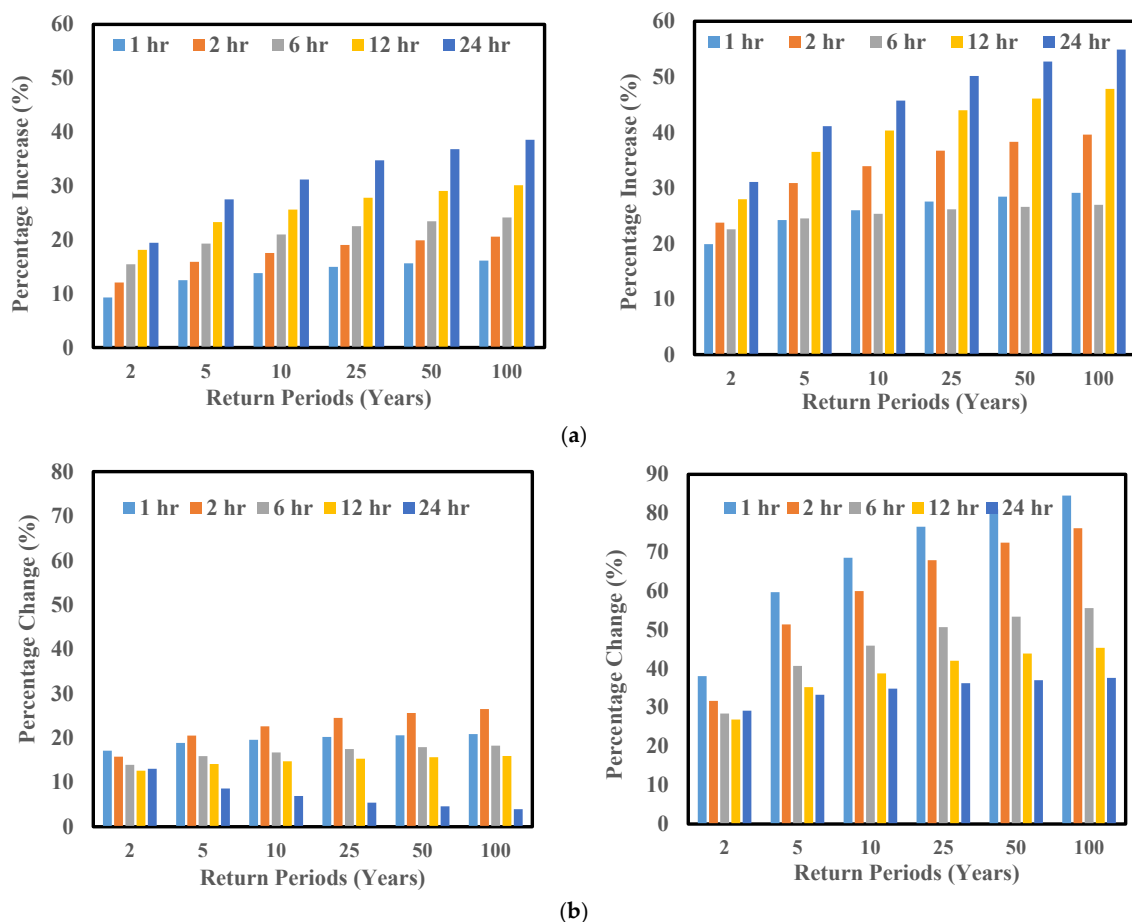 60
50
40
30
20
10
0
Percentage Increase (%)
1 hr 2 hr 6 hr 12 hr 24 hr
2 5 10 25 50 100
Return Periods (Years)
60
50
40
30
20
10
0
Percentage Increase (%)
1 hr 2 hr 6 hr 12 hr 24 hr
2 5 10 25 50 100
Return Periods (Years)
(a)
80
70
60
50
40
30
20
10
0
Percentage Change (%)
1 hr 2 hr 6 hr 12 hr 24 hr
2 5 10 25 50 100
Return Periods (Years)
90
80
70
60
50
40
30
20
10
0
Percentage Change (%)
1 hr 2 hr 6 hr 12 hr 24 hr
2 5 10 25 50 100
Return Periods (Years)
(b)